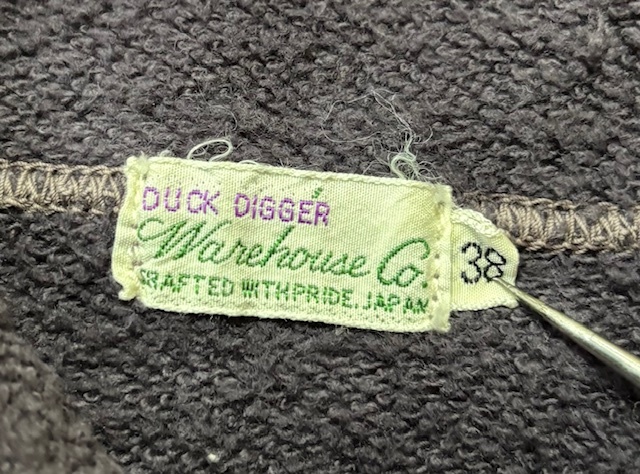 DUCK DIGGER
Warehouse Co.
CRAFTED WITH PRIDE. JAPAN
38